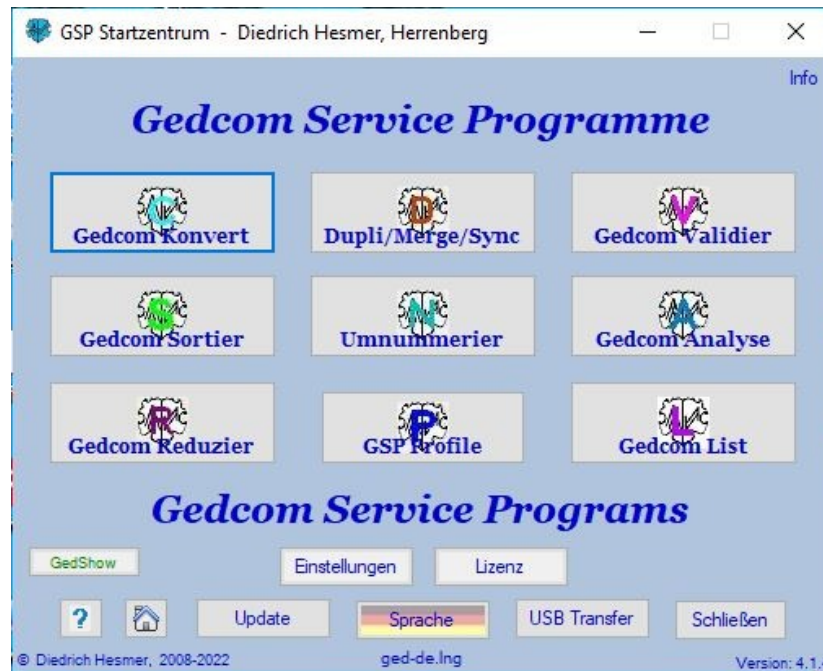 GSP Startzentrum - Diedrich Hesmer, Herrenberg
Info
Gedcom Service Programme
C
Gedcom Konvert
D
Dupli/Merge/Sync
V
Gedcom Validier
S
Gedcom Sortier
N
Umnummerier
A
Gedcom Analyse
R
Gedcom Reduzier
P
GSP Profile
L
Gedcom List
Gedcom Service Programs
GedShow
Einstellungen
Lizenz
?
Update
Sprache
USB Transfer
Schließen
© Diedrich Hesmer, 2008-2022
ged-de.lng
Version: 4.1.